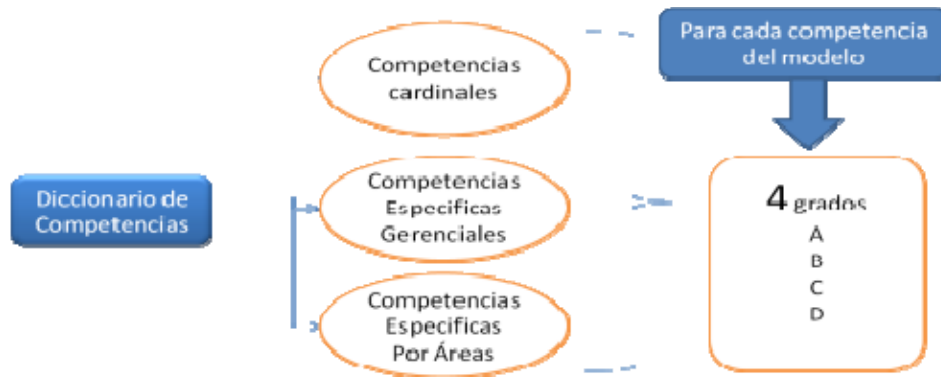 Competencias
cardinales
Para cada competencia
del modelo
Diccionario de
Competencias
Competencias
Especificas
Gerenciales
4 grados
A
B
C
D
Competencias
Especificas
Por Áreas